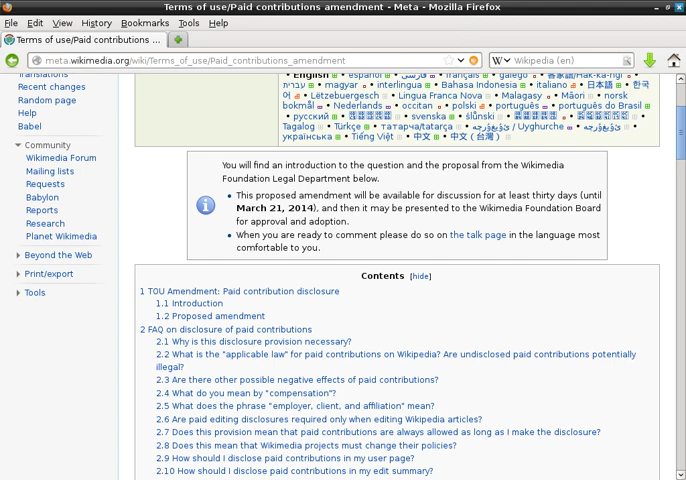 Terms of use/Paid contributions amendment - Meta - Mozilla Firefox
File Edit View History Bookmarks Tools Help
Terms of use/Paid contributions ...
meta.wikimedia.org/wiki/Terms_of_use/Paid_contributions_amendment
W Wikipedia (en)
Translations
Recent changes
Random page
Help
Babel
Community
Wikimedia Forum
Mailing lists
Requests
Babylon
Reports
Research
Planet Wikimedia
Beyond the Web
Print/export
Tools
English • español • فارسی • français • galego • 客家語/Hak-ka-ngî •
עברית • magyar • interlingua • Bahasa Indonesia • italiano • 日本語 • 한국
어 • Lëtzebuergesch • Lingua Franca Nova • Malagasy • Māori • norsk
bokmål • Nederlands • occitan • polski • português • português do Brasil
• русский • svenska • ślůnski •
Tagalog • Türkçe • татарча/tatarça • ئۇيغۇرچە / Uyghurche • ئۇيغۇرچە •
українська • Tiếng Việt • 中文 • 中文（台灣）
You will find an introduction to the question and the proposal from the Wikimedia
Foundation Legal Department below.
• This proposed amendment will be available for discussion for at least thirty days (until
March 21, 2014), and then it may be presented to the Wikimedia Foundation Board
for approval and adoption.
• When you are ready to comment please do so on the talk page in the language most
comfortable to you.
Contents [hide]
1 TOU Amendment: Paid contribution disclosure
1.1 Introduction
1.2 Proposed amendment
2 FAQ on disclosure of paid contributions
2.1 Why is this disclosure provision necessary?
2.2 What is the "applicable law" for paid contributions on Wikipedia? Are undisclosed paid contributions potentially
illegal?
2.3 Are there other possible negative effects of paid contributions?
2.4 What do you mean by "compensation"?
2.5 What does the phrase "employer, client, and affiliation" mean?
2.6 Are paid editing disclosures required only when editing Wikipedia articles?
2.7 Does this provision mean that paid contributions are always allowed as long as I make the disclosure?
2.8 Does this mean that Wikimedia projects must change their policies?
2.9 How should I disclose paid contributions in my user page?
2.10 How should I disclose paid contributions in my edit summary?